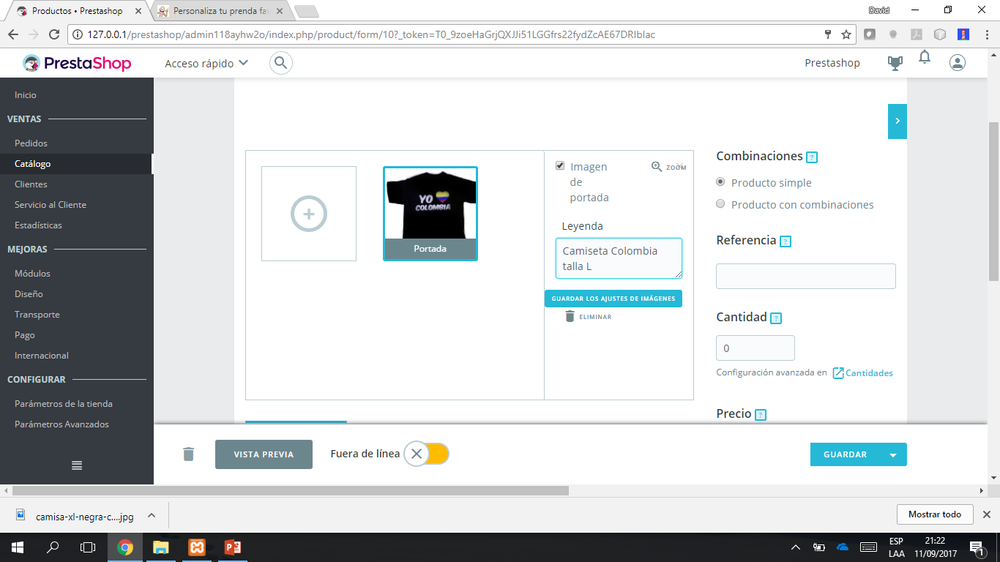 Productos • Prestashop
Personaliza tu prenda fav
David
127.0.0.1/prestashop/admin118ayhw2o/index.php/product/form/10?_token=T0_9zoeHaGrjQXJJi51LGGfrs22fydZcAE67DRIbIac
PrestaShop
Acceso rápido
Prestashop
Inicio
VENTAS
Pedidos
Catálogo
Clientes
Servicio al Cliente
Estadísticas
MEJORAS
Módulos
Diseño
Transporte
Pago
Internacional
CONFIGURAR
Parámetros de la tienda
Parámetros Avanzados
YO
COLOMBIA
Portada
Imagen
de
portada
ZOOM
Leyenda
Camiseta Colombia
talla L
GUARDAR LOS AJUSTES DE IMÁGENES
ELIMINAR
Combinaciones ?
Producto simple
Producto con combinaciones
Referencia ?
Cantidad ?
0
Configuración avanzada en Cantidades
Precio ?
VISTA PREVIA
Fuera de línea
GUARDAR
camisa-xl-negra-c....jpg
Mostrar todo
ESP
LAA
21:22
11/09/2017
1